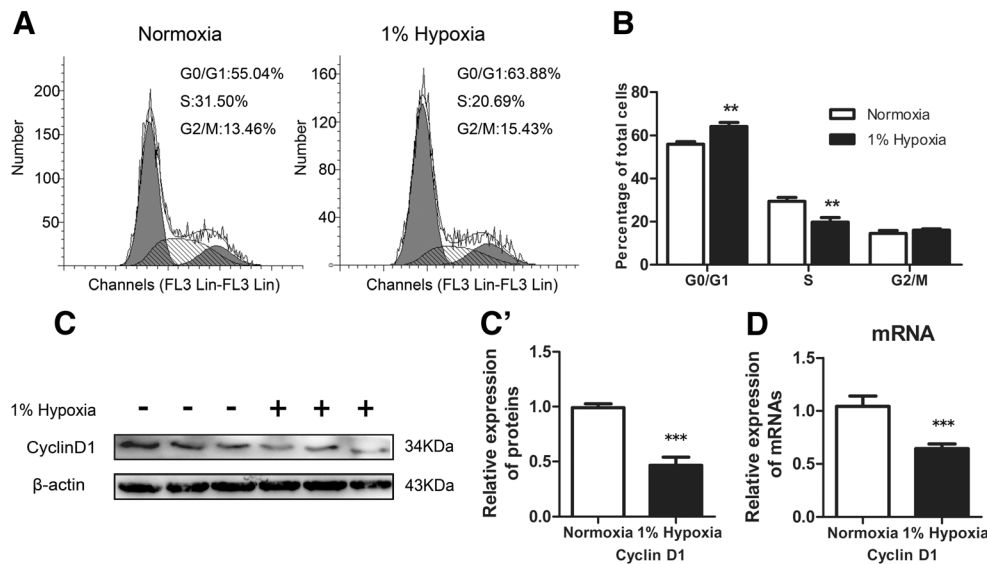 A
Normoxia
1% Hypoxia
G0/G1:55.04%
S:31.50%
G2/M:13.46%
G0/G1:63.88%
S:20.69%
G2/M:15.43%
Number
200
150
100
50
Number
160
120
80
40
0
Channels (FL3 Lin-FL3 Lin)
Channels (FL3 Lin-FL3 Lin)
B
Percentage of total cells
80
60
40
20
0
**
**
Normoxia
1% Hypoxia
G0/G1
S
G2/M
C
1% Hypoxia - - - + + +
CyclinD1 34KDa
β-actin 43KDa
C’
Relative expression
of proteins
1.5
1.0
0.5
0.0
***
Normoxia 1% Hypoxia
Cyclin D1
D
mRNA
Relative expression
of mRNAs
1.5
1.0
0.5
0.0
***
Normoxia 1% Hypoxia
Cyclin D1